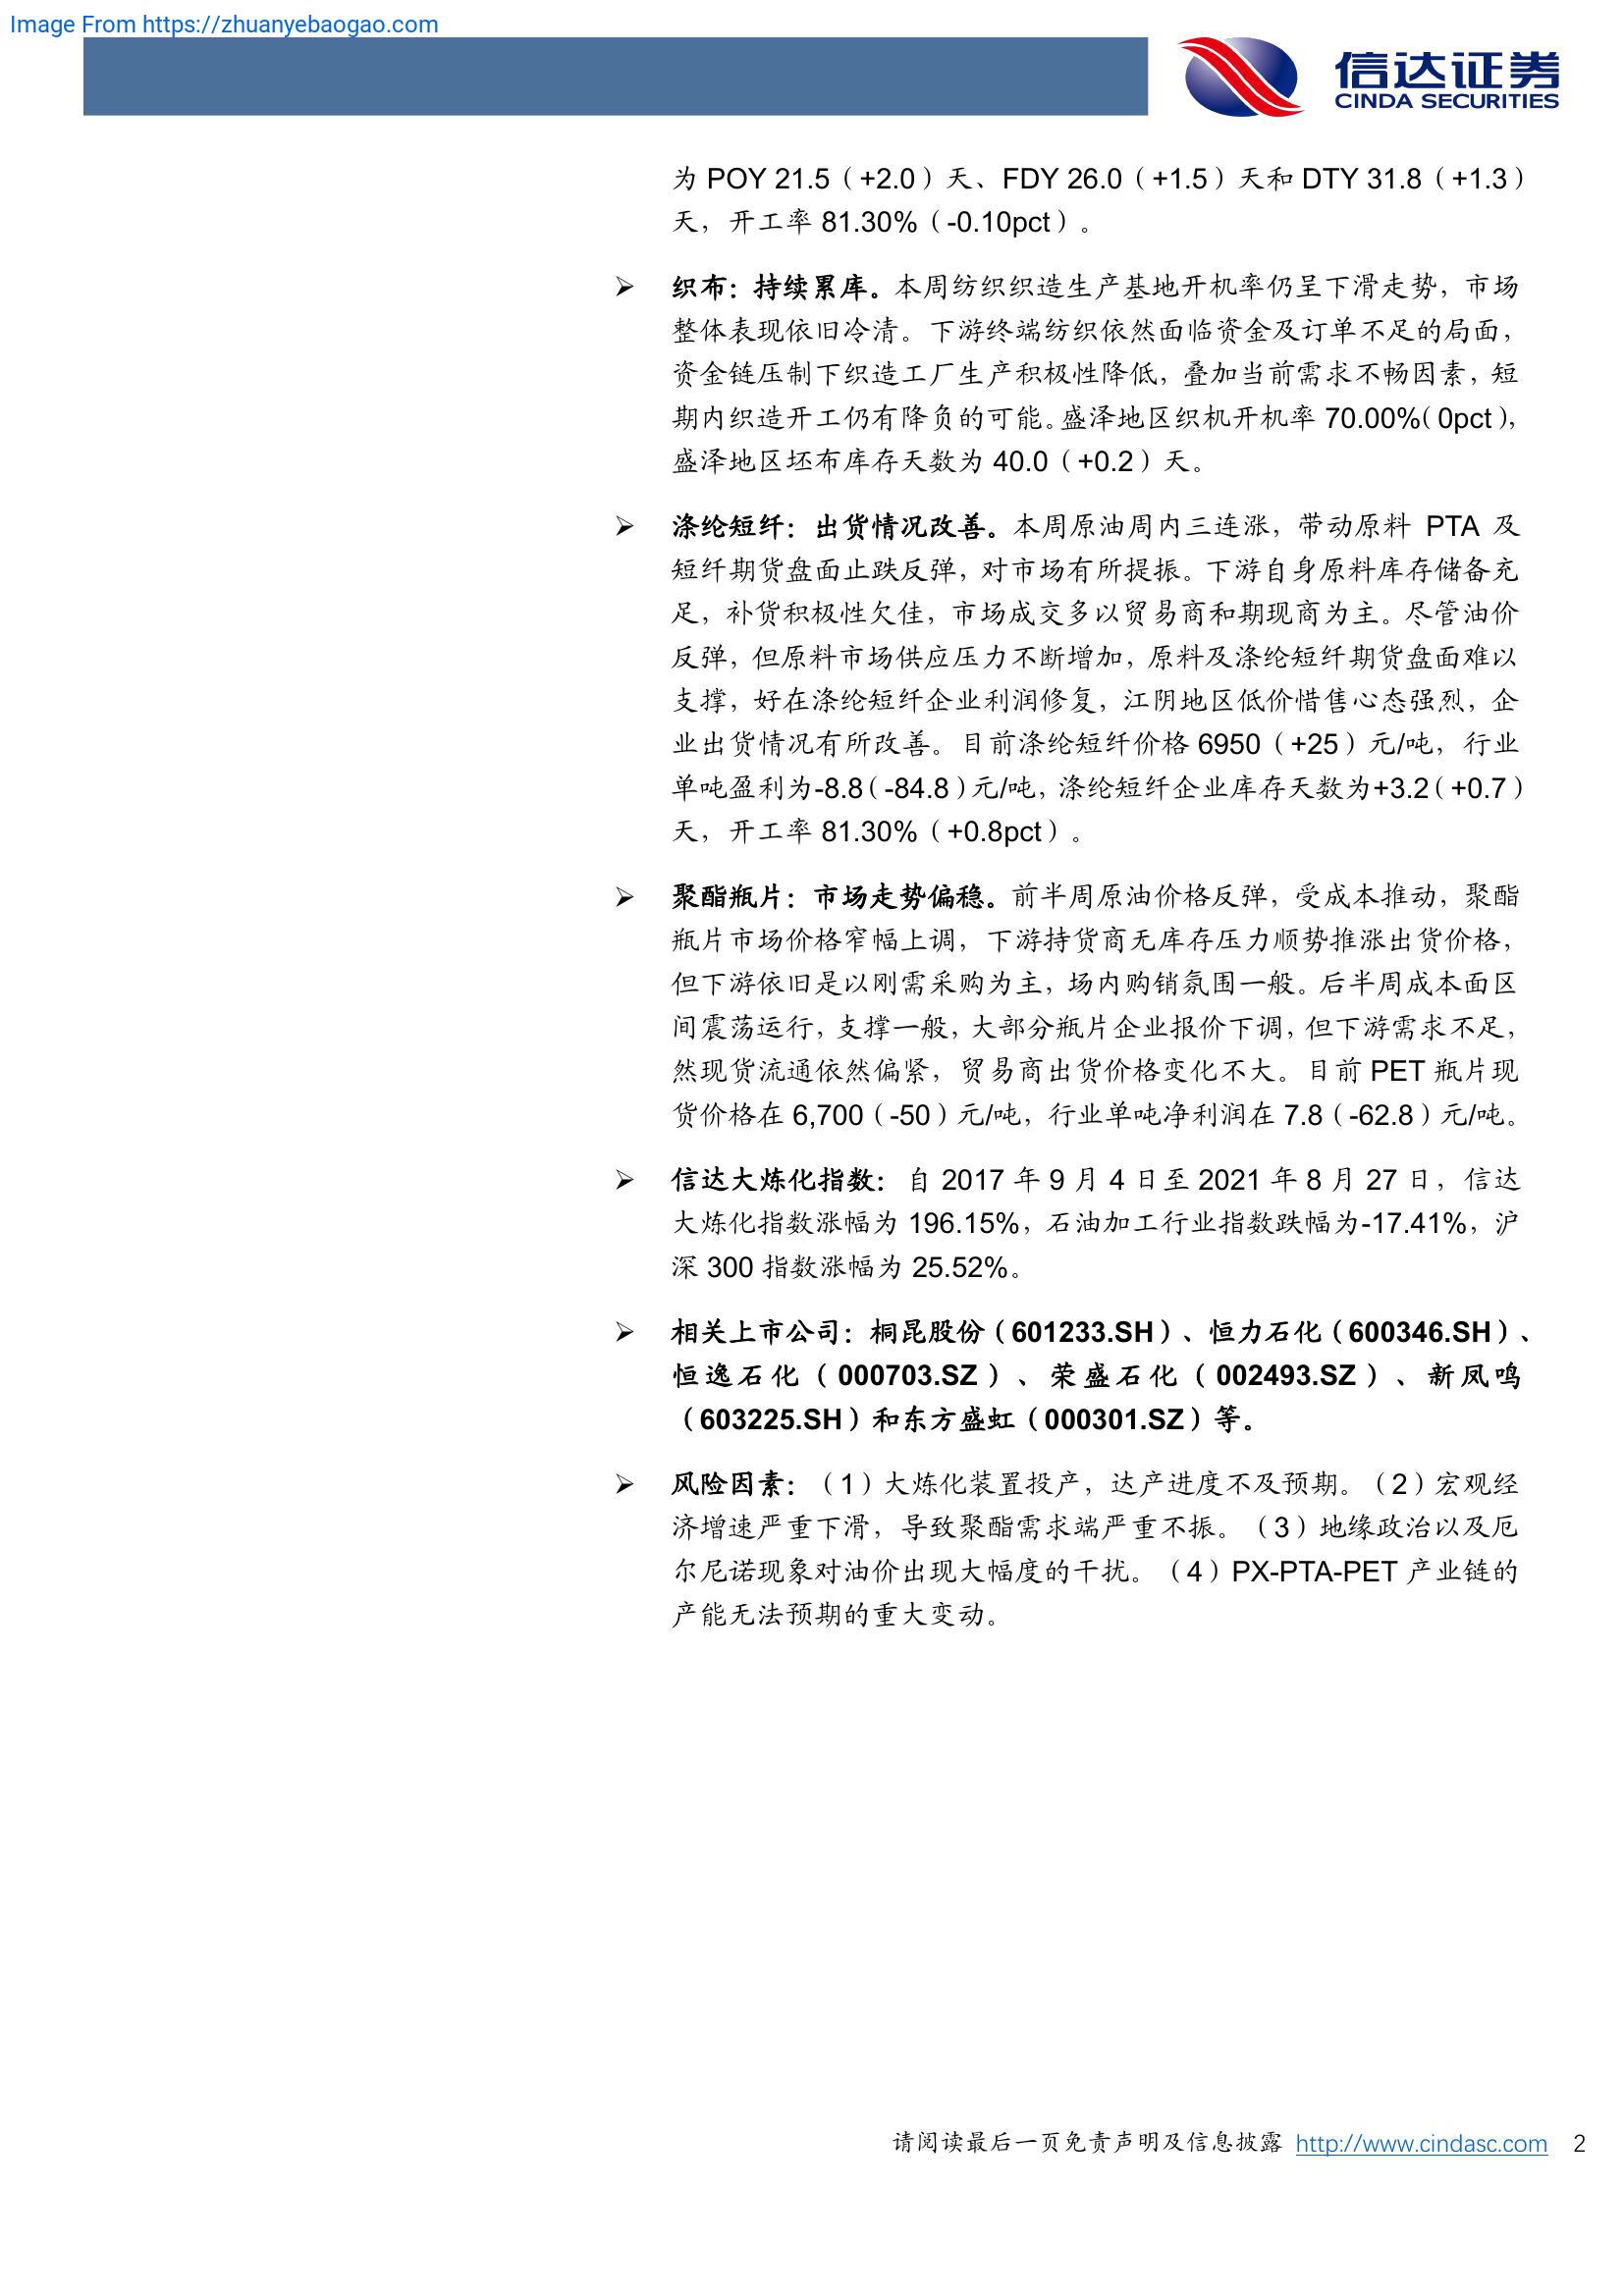 Image From https://zhuanyebaogao.com
信达证券
CINDA SECURITIES
为 POY 21.5（+2.0）天、FDY 26.0（+1.5）天和 DTY 31.8（+1.3）
天，开工率 81.30%（-0.10pct）。
➢ 织布：持续累库。本周纺织织造生产基地开机率仍呈下滑走势，市场
整体表现依旧冷清。下游终端纺织依然面临资金及订单不足的局面，
资金链压制下织造工厂生产积极性降低，叠加当前需求不畅因素，短
期内织造开工仍有降负的可能。盛泽地区织机开机率 70.00%（0pct），
盛泽地区坯布库存天数为 40.0（+0.2）天。
➢ 涤纶短纤：出货情况改善。本周原油周内三连涨，带动原料 PTA 及
短纤期货盘面止跌反弹，对市场有所提振。下游自身原料库存储备充
足，补货积极性欠佳，市场成交多以贸易商和期现商为主。尽管油价
反弹，但原料市场供应压力不断增加，原料及涤纶短纤期货盘面难以
支撑，好在涤纶短纤企业利润修复，江阴地区低价惜售心态强烈，企
业出货情况有所改善。目前涤纶短纤价格 6950（+25）元/吨，行业
单吨盈利为-8.8（-84.8）元/吨，涤纶短纤企业库存天数为+3.2（+0.7）
天，开工率 81.30%（+0.8pct）。
➢ 聚酯瓶片：市场走势偏稳。前半周原油价格反弹，受成本推动，聚酯
瓶片市场价格窄幅上调，下游持货商无库存压力顺势推涨出货价格，
但下游依旧是以刚需采购为主，场内购销氛围一般。后半周成本面区
间震荡运行，支撑一般，大部分瓶片企业报价下调，但下游需求不足，
然现货流通依然偏紧，贸易商出货价格变化不大。目前 PET 瓶片现
货价格在 6,700（-50）元/吨，行业单吨净利润在 7.8（-62.8）元/吨。
➢ 信达大炼化指数：自 2017 年 9 月 4 日至 2021 年 8 月 27 日，信达
大炼化指数涨幅为 196.15%，石油加工行业指数跌幅为-17.41%，沪
深 300 指数涨幅为 25.52%。
➢ 相关上市公司：桐昆股份（601233.SH）、恒力石化（600346.SH）、
恒逸石化（000703.SZ）、荣盛石化（002493.SZ）、新凤鸣
（603225.SH）和东方盛虹（000301.SZ）等。
➢ 风险因素：（1）大炼化装置投产，达产进度不及预期。（2）宏观经
济增速严重下滑，导致聚酯需求端严重不振。（3）地缘政治以及厄
尔尼诺现象对油价出现大幅度的干扰。（4）PX-PTA-PET 产业链的
产能无法预期的重大变动。
请阅读最后一页免责声明及信息披露 http://www.cindasc.com 2